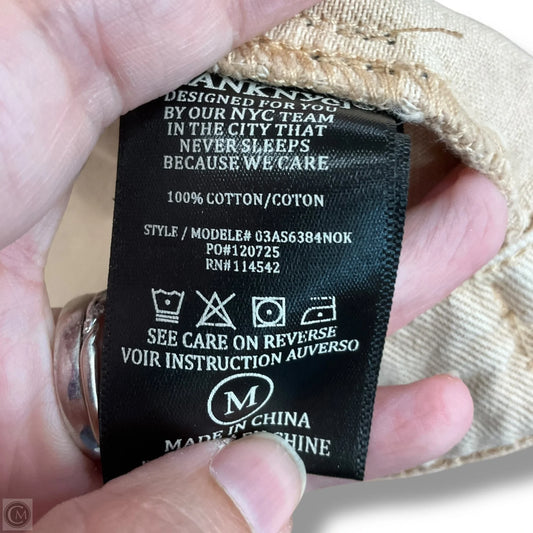 DESIGNED FOR YOU
BY OUR NYC TEAM
IN THE CITY THAT
NEVER SLEEPS
BECAUSE WE CARE
100% COTTON/COTON
STYLE / MODELE# 03AS6384NOK
PO#120725
RN#114542
SEE CARE ON REVERSE
VOIR INSTRUCTION AUVERSO
M
MADE IN CHINA
CM